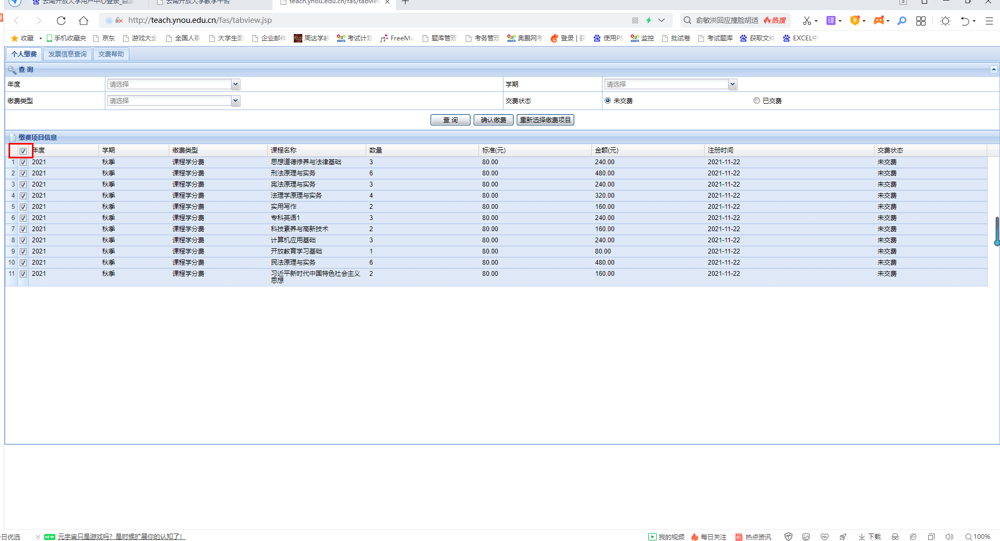 云南开放大学用户中心登录_百度
云南开放大学教学平台
teach.ynou.edu.cn/fas/tabview
http://teach.ynou.edu.cn/fas/tabview.jsp
俞敏洪回应撞脸胡适 热搜
译
收藏 手机收藏夹 京东 游戏大全 全国人事 大学生图 企业邮件 周达学教 考试计划 FreeMu 题库管理 考务管理 奥鹏网考 登录 | 获 使用PS 监控 批试卷 考试题库 获取文件 EXCEL中
个人缴费 发票信息查询 交费帮助
查 询
年度 请选择 学期 请选择
缴费类型 请选择 交费状态 未交费 已交费
查 询 确认缴费 重新选择缴费项目
缴费项目信息
年度 学期 缴费类型 课程名称 数量 标准(元) 金额(元) 注册时间 交费状态
1 2021 秋季 课程学分费 思想道德修养与法律基础 3 80.00 240.00 2021-11-22 未交费
2 2021 秋季 课程学分费 刑法原理与实务 6 80.00 480.00 2021-11-22 未交费
3 2021 秋季 课程学分费 宪法原理与实务 3 80.00 240.00 2021-11-22 未交费
4 2021 秋季 课程学分费 法理学原理与实务 4 80.00 320.00 2021-11-22 未交费
5 2021 秋季 课程学分费 实用写作 2 80.00 160.00 2021-11-22 未交费
6 2021 秋季 课程学分费 专科英语1 3 80.00 240.00 2021-11-22 未交费
7 2021 秋季 课程学分费 科技素养与高新技术 2 80.00 160.00 2021-11-22 未交费
8 2021 秋季 课程学分费 计算机应用基础 3 80.00 240.00 2021-11-22 未交费
9 2021 秋季 课程学分费 开放教育学习基础 1 80.00 80.00 2021-11-22 未交费
10 2021 秋季 课程学分费 民法原理与实务 6 80.00 480.00 2021-11-22 未交费
11 2021 秋季 课程学分费 习近平新时代中国特色社会主义 2 80.00 160.00 2021-11-22 未交费
思想
日优选 NEW 元宇宙只是游戏吗？是时候扩展你的认知了！ 我的视频 每日关注 热点资讯 下载 100%